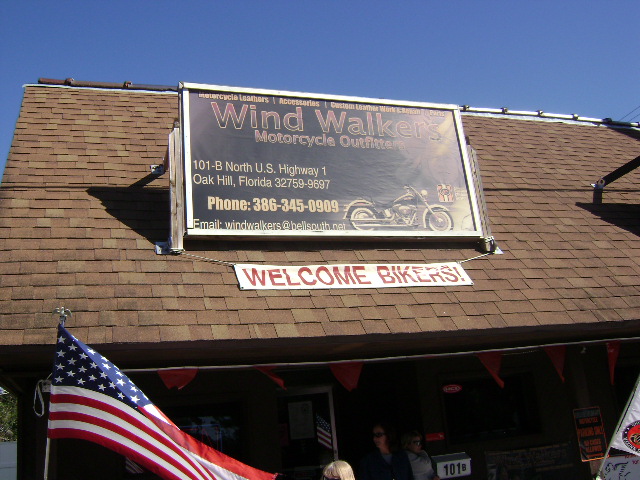 Motorcycle Leathers | Accessories | Custom Leather Work &
Wind Walkers
Motorcycle Outfitters
101-B North U.S. Highway 1
Oak Hill, Florida 32759-9697
Phone: 386-345-0909
Email: windwalkers@bellsouth.net
WELCOME BIKERS!
101B